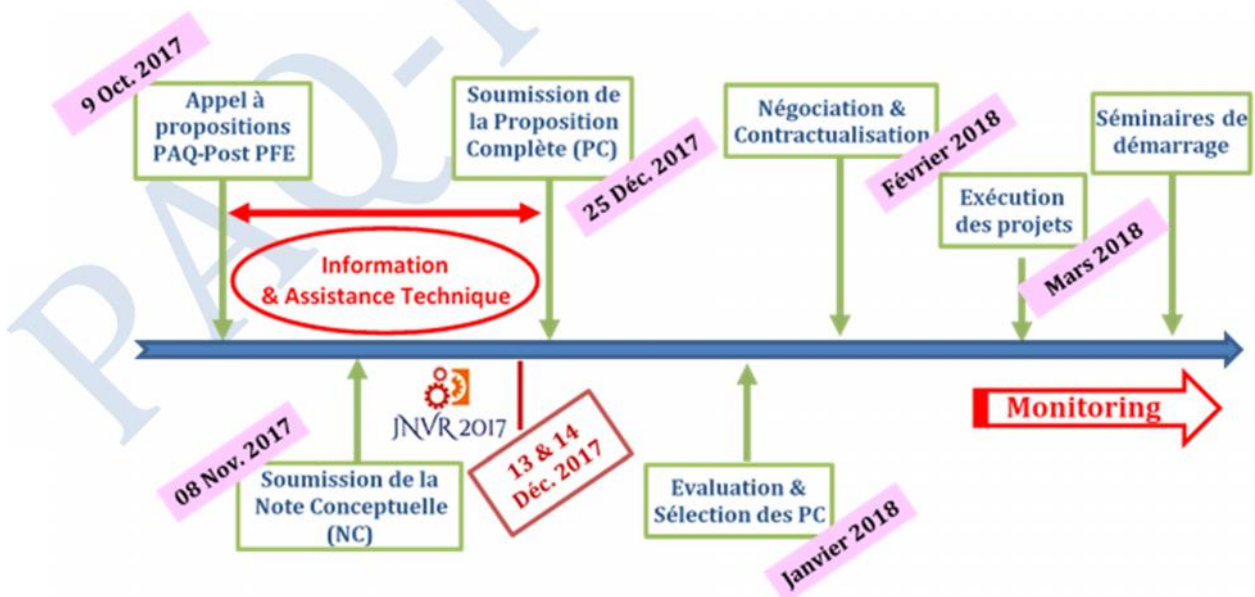 PAQ-P
9 Oct. 2017
Appel à
propositions
PAQ-Post PFE
Soumission de
la Proposition
Complète (PC)
25 Déc. 2017
Négociation &
Contractualisation
Février 2018
Exécution
des projets
Mars 2018
Séminaires de
démarrage
Information
& Assistance Technique
JNVR 2017
13 & 14
Déc. 2017
Monitoring
08 Nov. 2017
Soumission de la
Note Conceptuelle
(NC)
Evaluation &
Sélection des PC
Janvier 2018